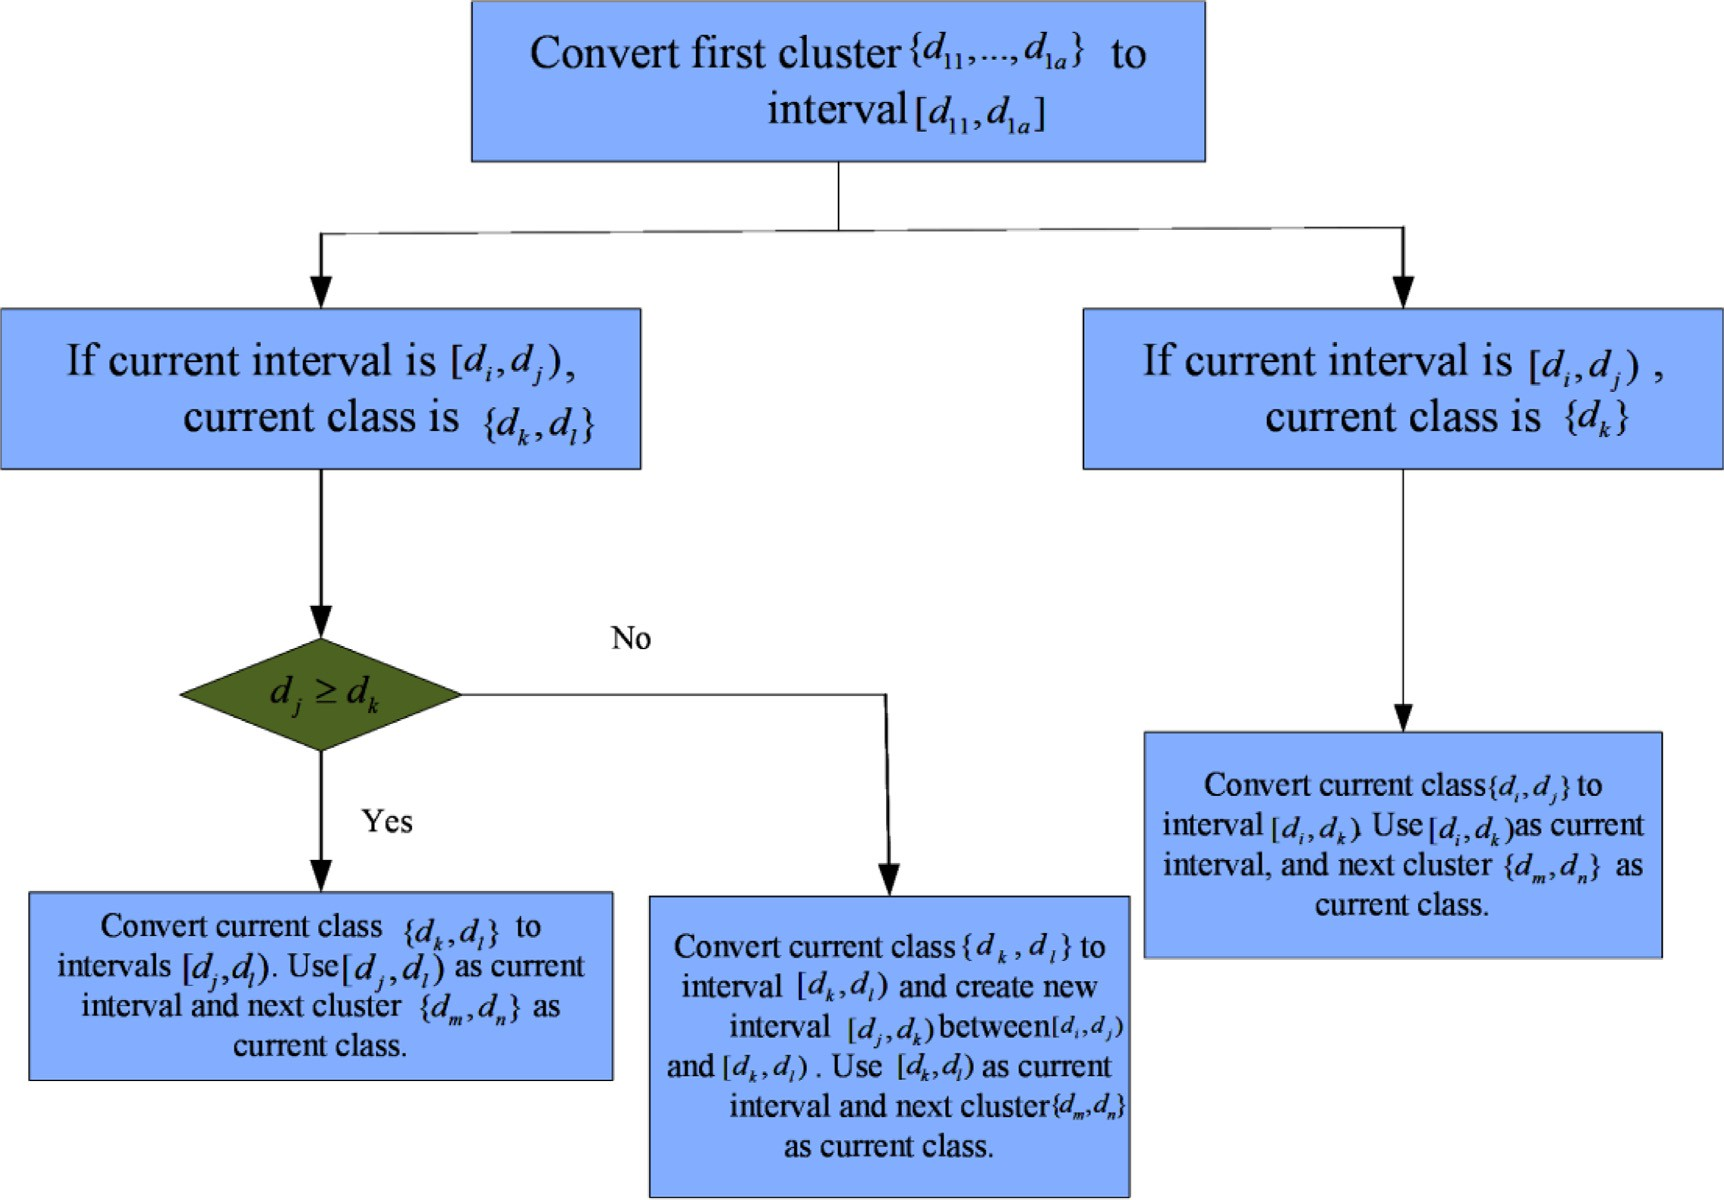 Convert first cluster {d₁₁,...,d₁ₐ} to
interval [d₁₁,d₁ₐ]
If current interval is [dᵢ,dⱼ),
current class is {dₖ,dₗ}
If current interval is [dᵢ,dⱼ) ,
current class is {dₖ}
No
dⱼ ≥ dₖ
Yes
Convert current class{dᵢ,dⱼ} to
interval [dᵢ,dₖ). Use [dᵢ,dₖ)as current
interval, and next cluster {dₘ,dₙ} as
current class.
Convert current class {dₖ,dₗ} to
intervals [dⱼ,dₗ). Use[dⱼ,dₗ) as current
interval and next cluster {dₘ,dₙ} as
current class.
Convert current class{dₖ,dₗ} to
interval [dₖ,dₗ) and create new
interval [dⱼ,dₖ)between[dᵢ,dⱼ)
and [dₖ,dₗ) . Use [dₖ,dₗ) as current
interval and next cluster{dₘ,dₙ}
as current class.